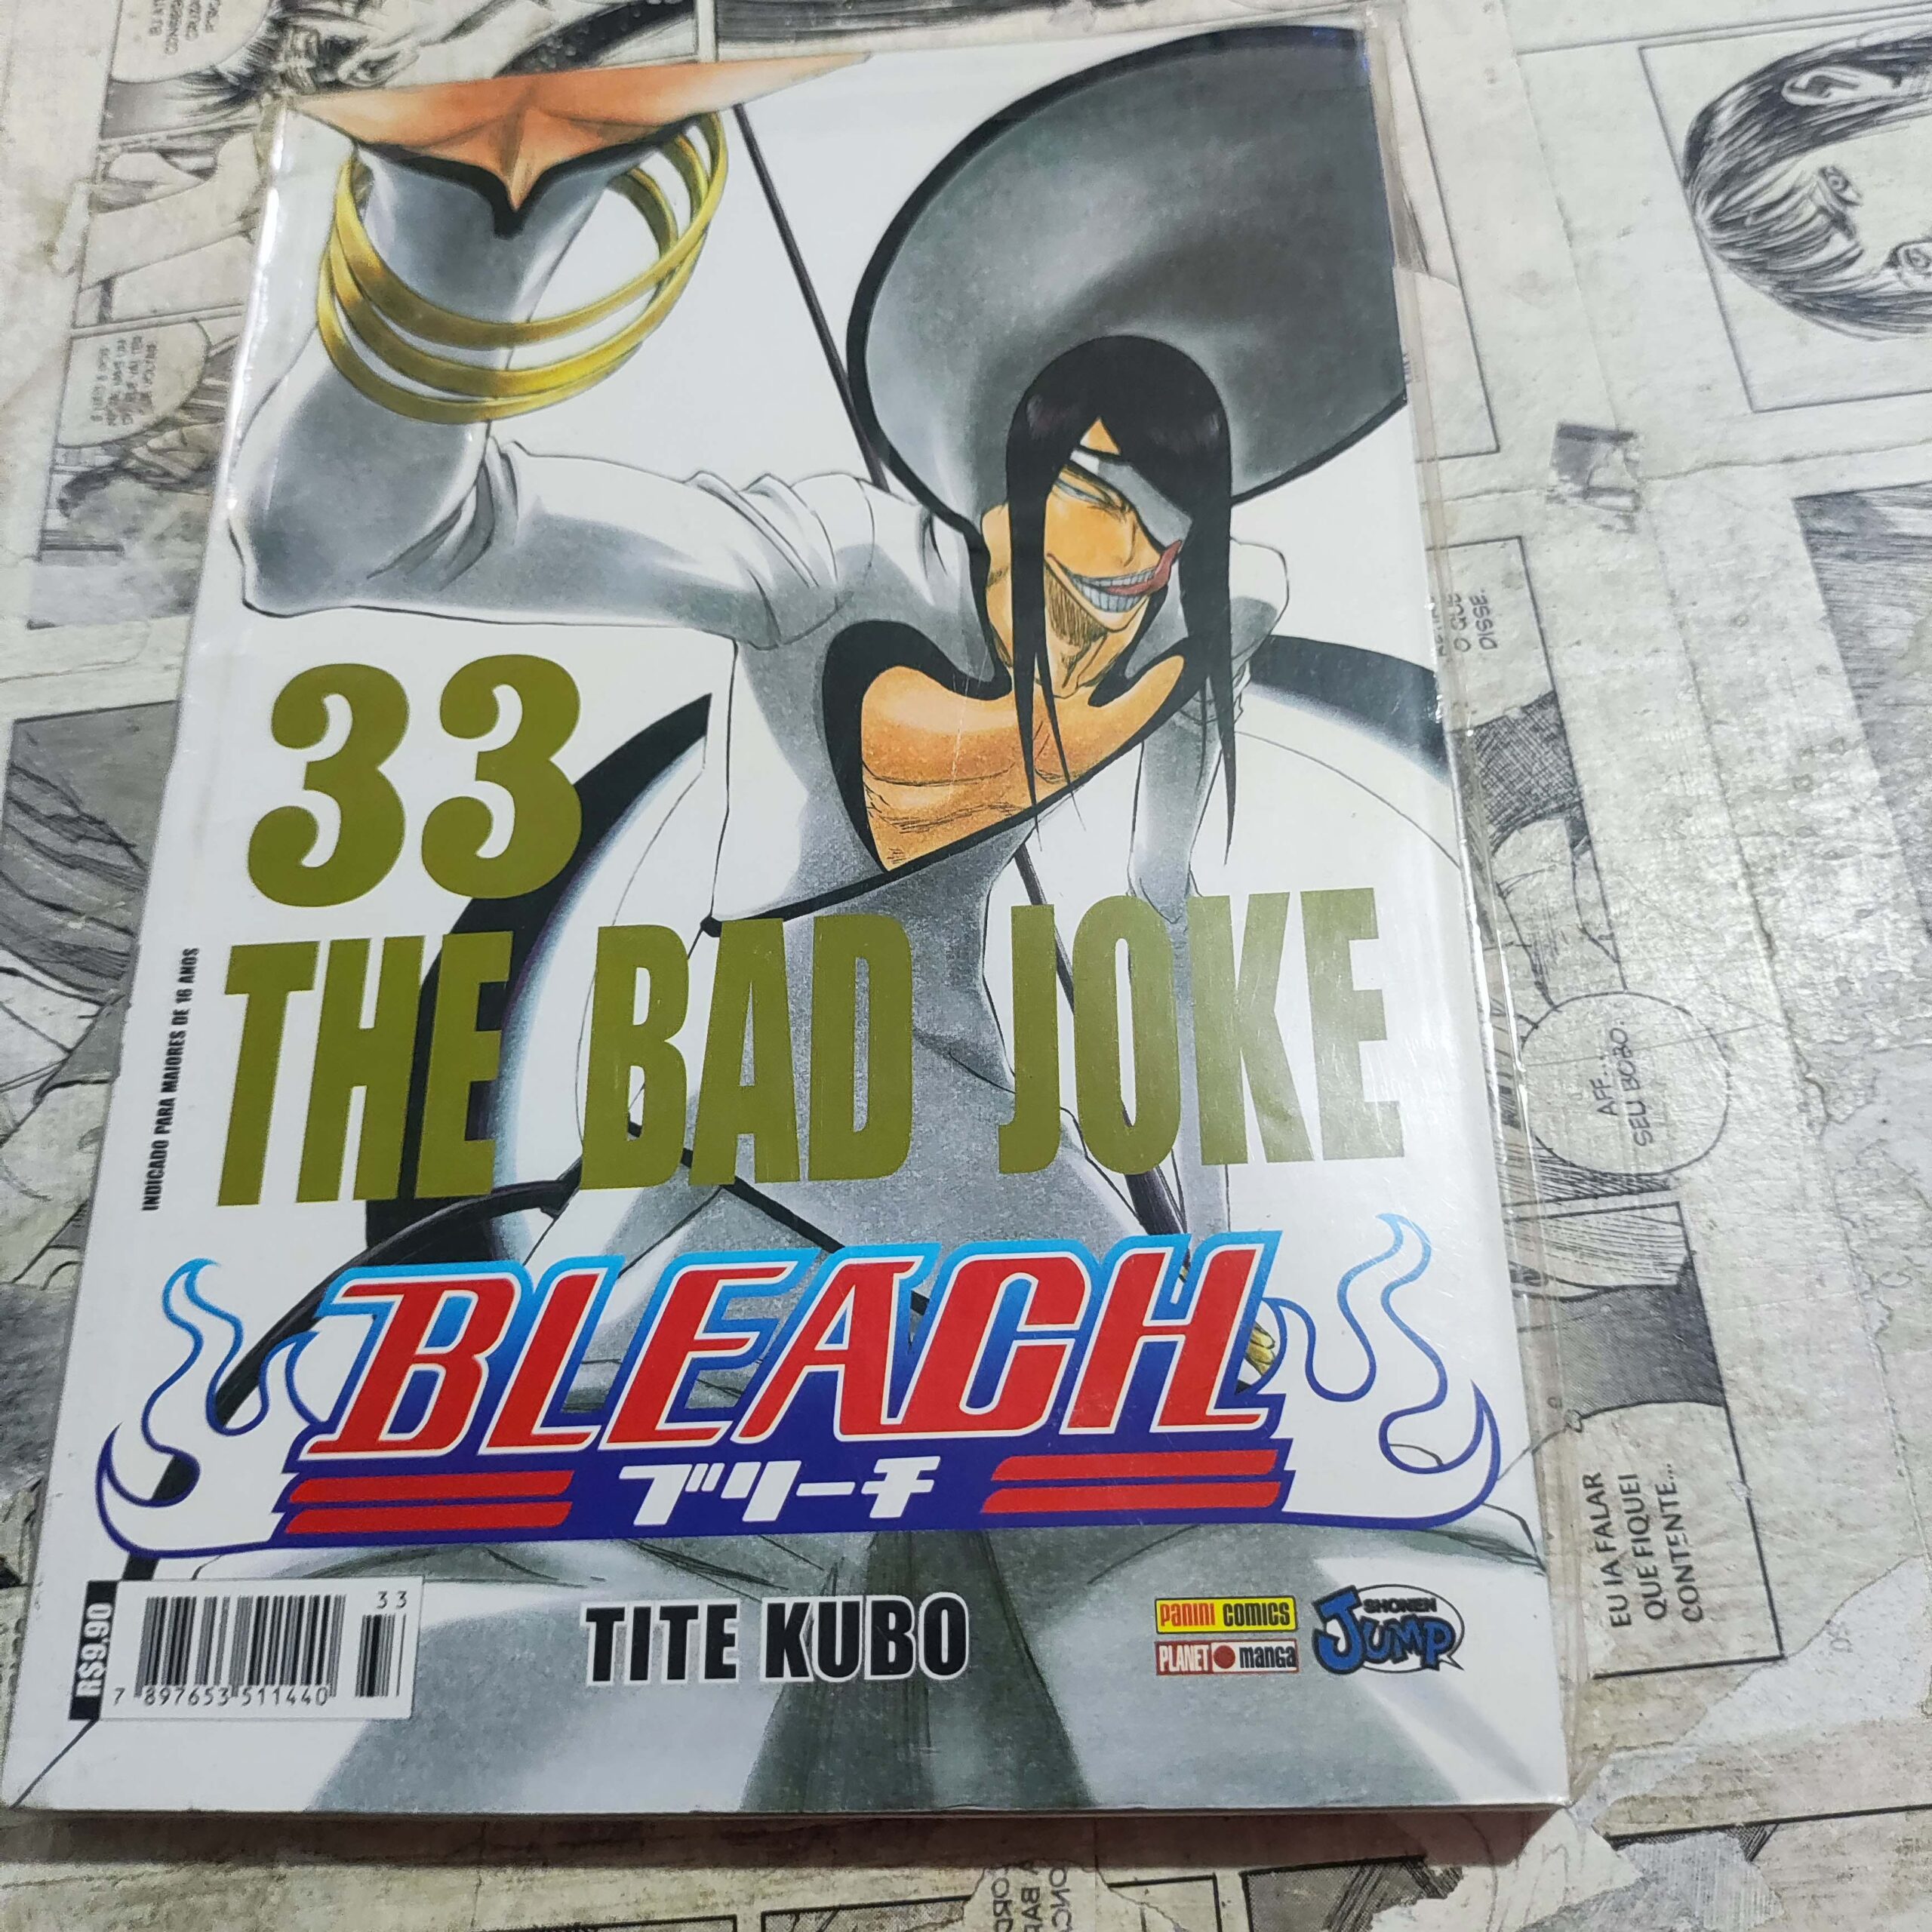 33
THE BAD JOKE
INDICADO PARA MAIORES DE 16 ANOS
BLEACH
ブリーチ
R$9,90
33
7 897653 511440
TITE KUBO
PANINI COMICS
PLANET manga
SHONEN
JUMP
O QUE
DISSE.
AFF...
SEU BOBO.
EU IA FALAR
QUE FIQUEI
CONTENTE...